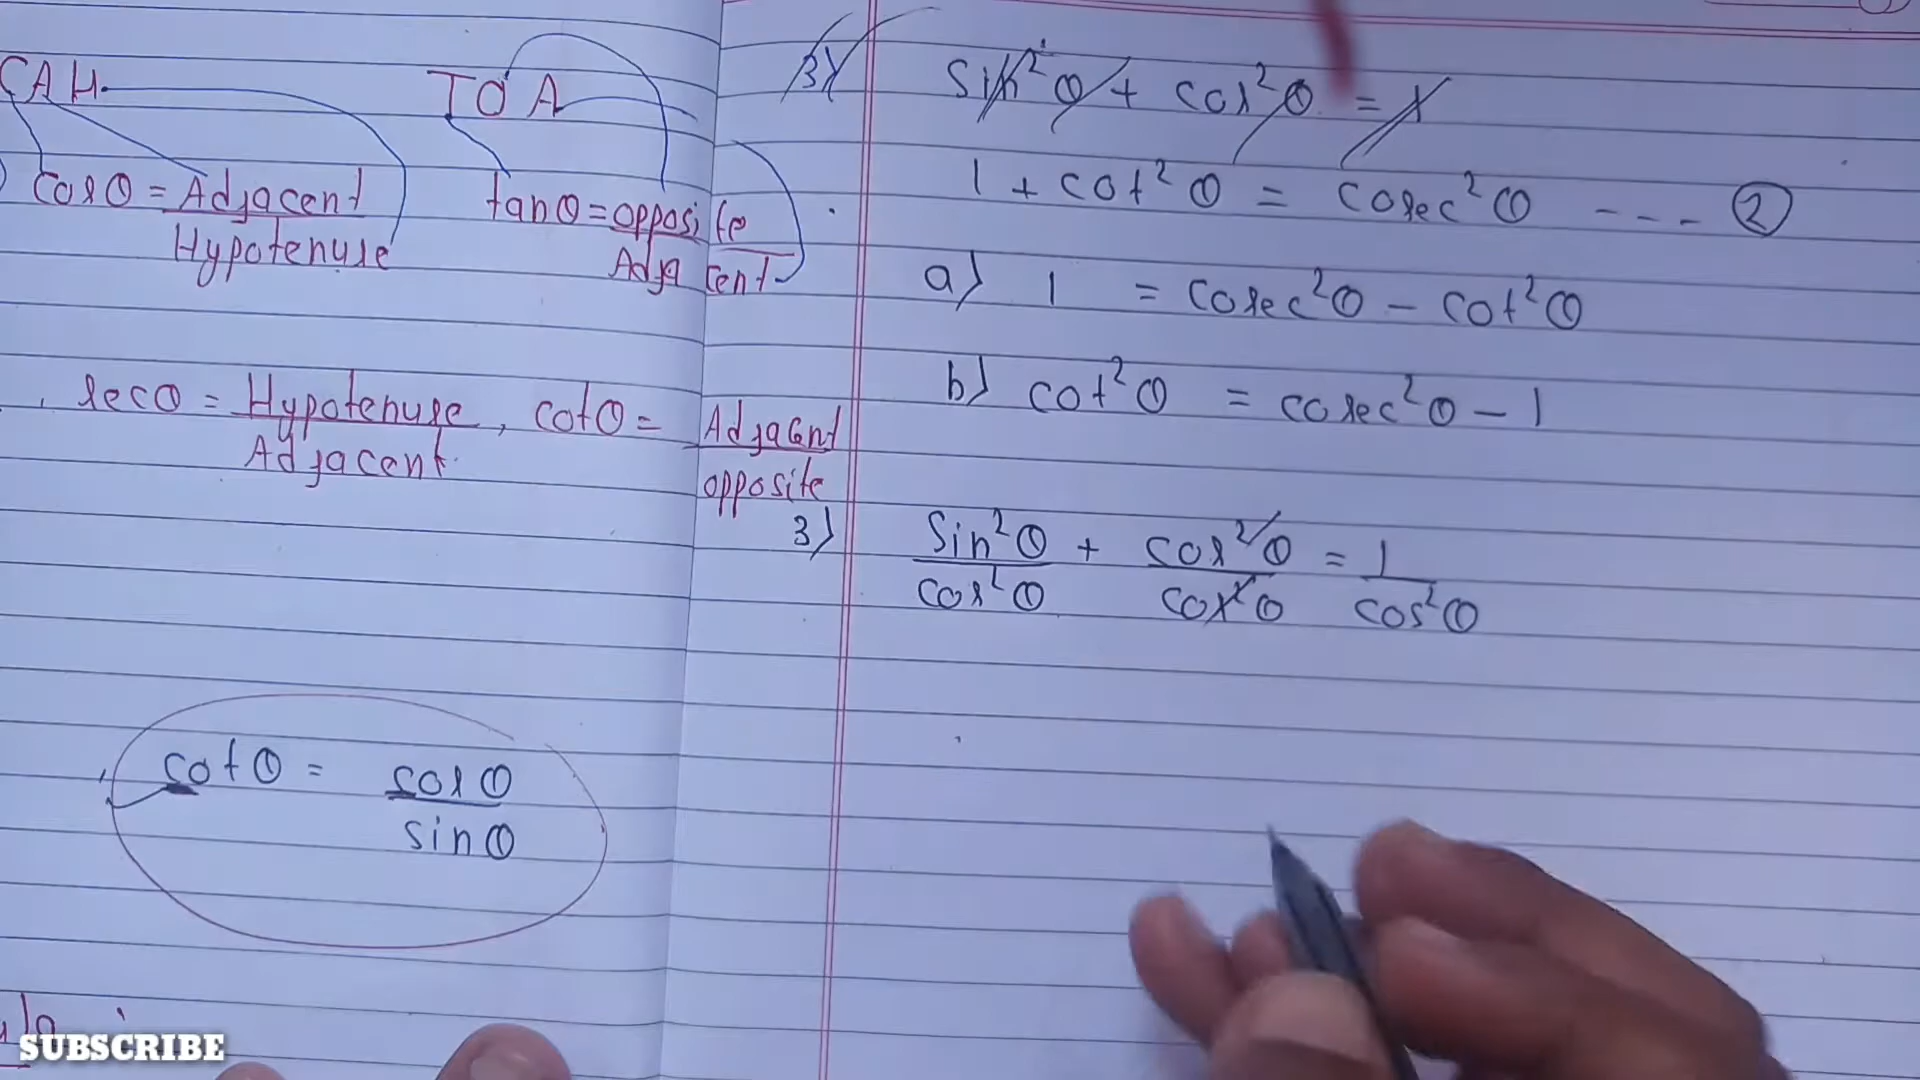 CAH
TOA
cosθ = Adjacent / Hypotenuse
tanθ = opposite / Adjacent
secθ = Hypotenuse / Adjacent, cotθ = Adjacent / opposite
cotθ = cosθ / sinθ
3) sin²θ + cos²θ = 1
1 + cot²θ = cosec²θ --- ②
a) 1 = cosec²θ - cot²θ
b) cot²θ = cosec²θ - 1
3) Sin²θ / cos²θ + cos²θ / cos²θ = 1 / cos²θ
SUBSCRIBE